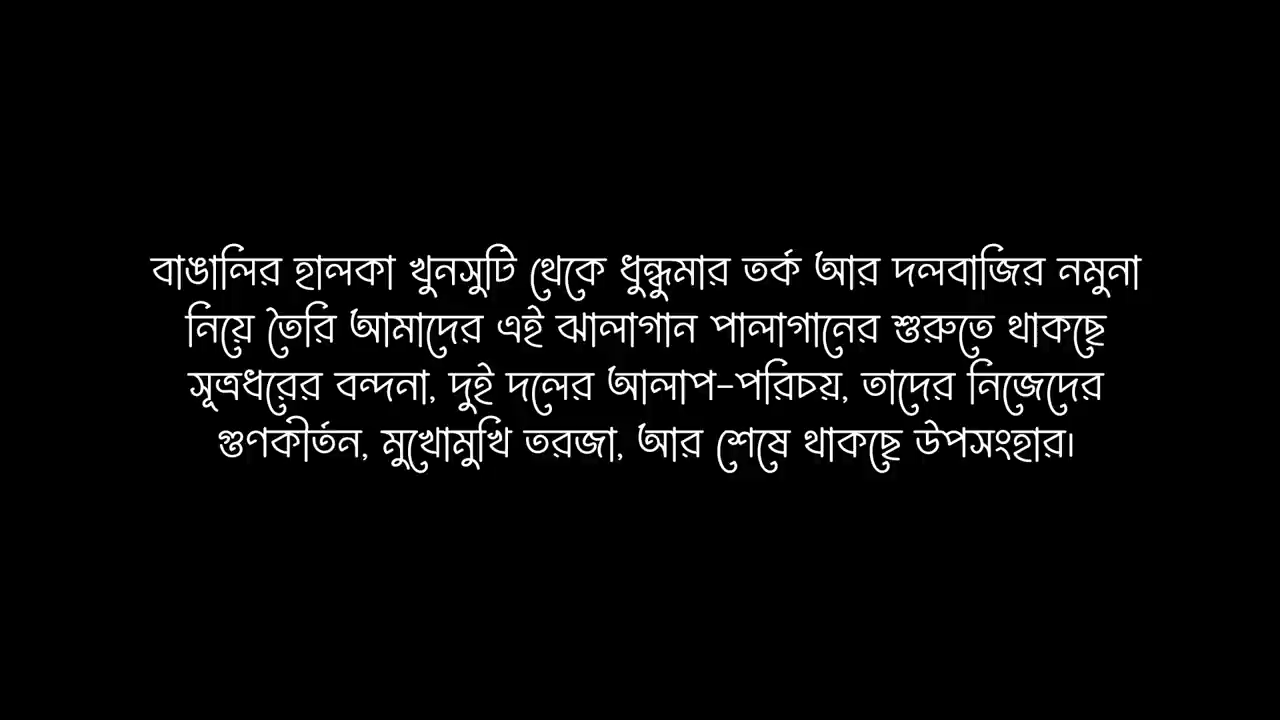 বাঙালির হালকা খুনসুটি থেকে ধুন্ধুমার তর্ক আর দলবাজির নমুনা
নিয়ে তৈরি আমাদের এই ঝালাগান পালাগানের শুরুতে থাকছে
সূত্রধরের বন্দনা, দুই দলের আলাপ-পরিচয়, তাদের নিজেদের
গুণকীর্তন, মুখোমুখি তরজা, আর শেষে থাকছে উপসংহার।